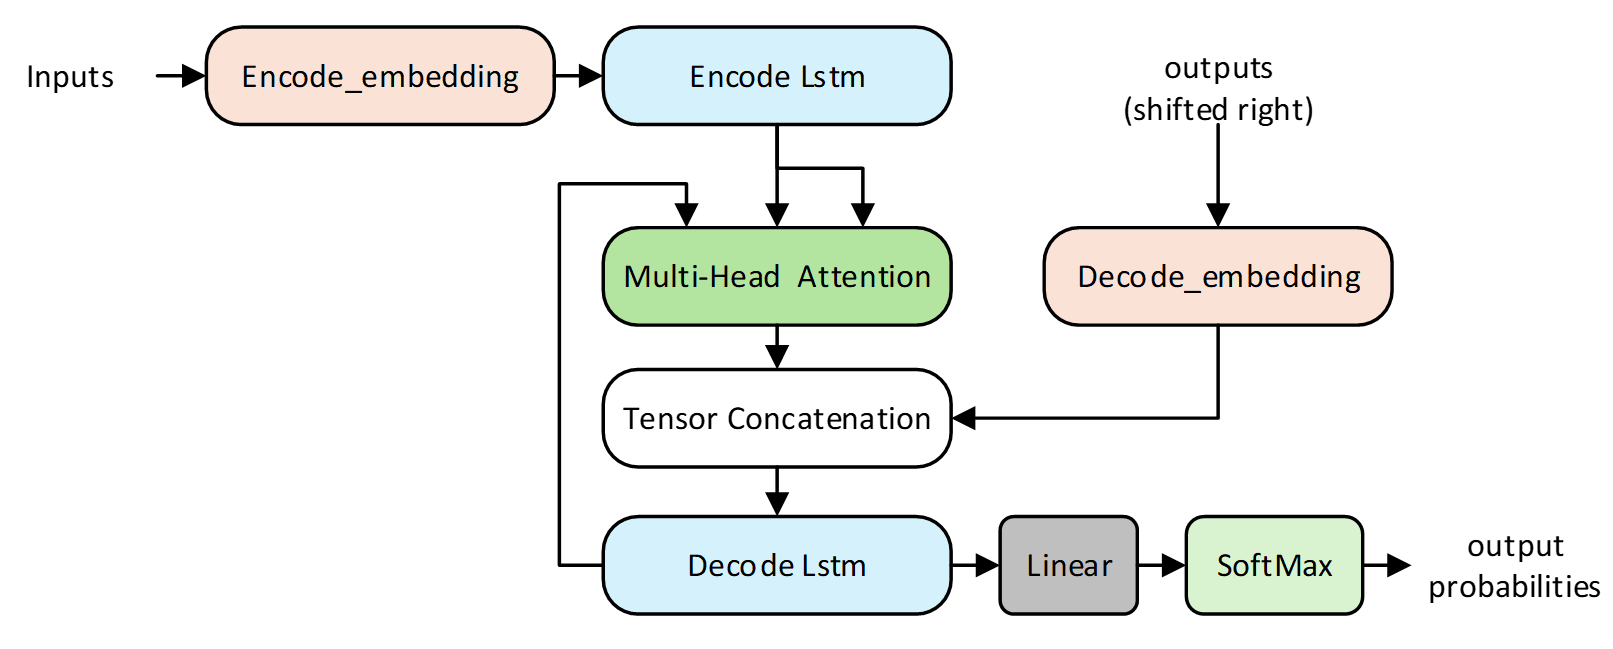 Inputs
Encode_embedding
Encode Lstm
outputs
(shifted right)
Multi-Head Attention
Decode_embedding
Tensor Concatenation
Decode Lstm
Linear
SoftMax
output
probabilities